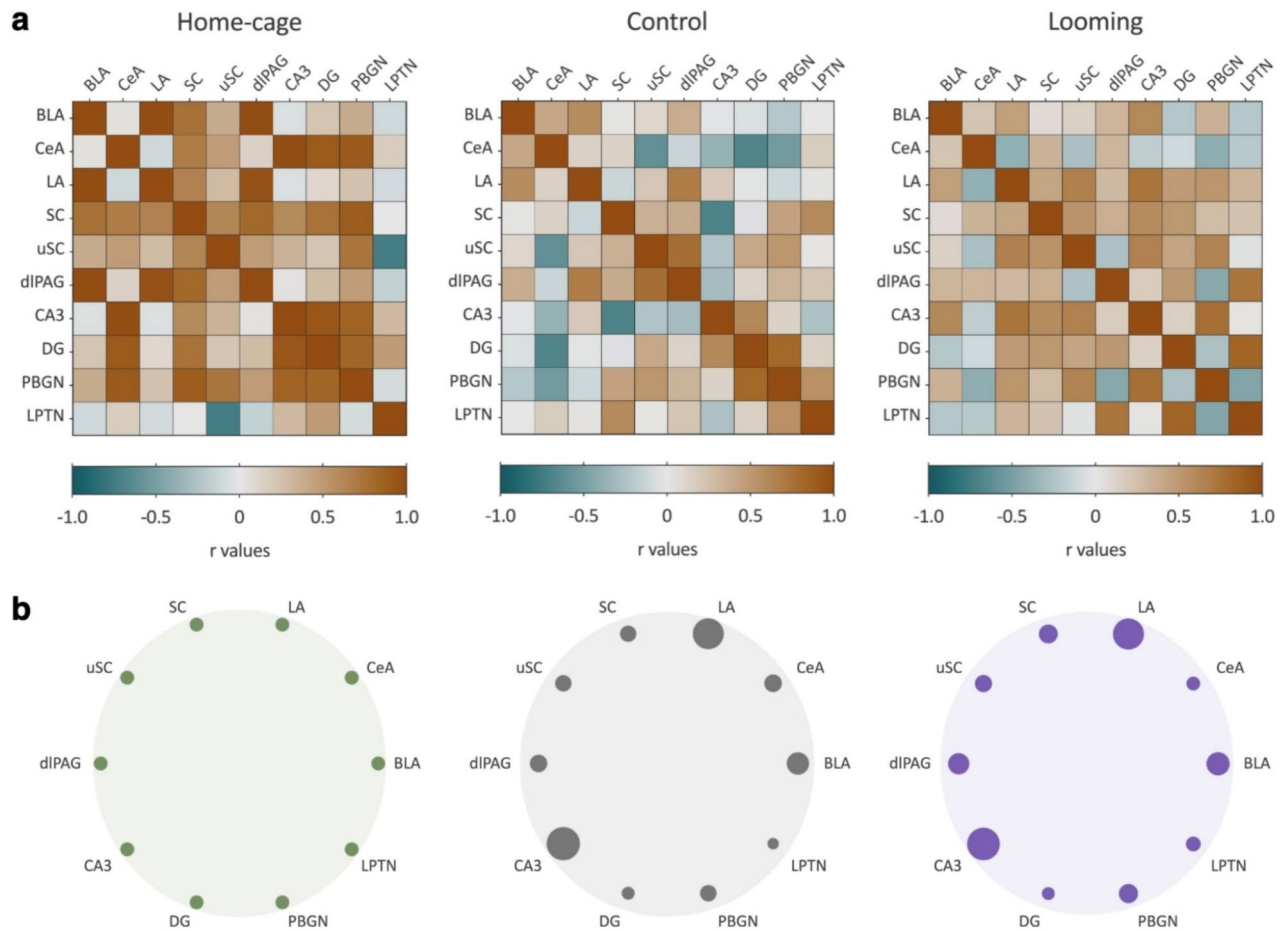 a
Home-cage Control Looming
BLA CeA LA SC uSC dlPAG CA3 DG PBGN LPTN
BLA CeA LA SC uSC dlPAG CA3 DG PBGN LPTN
BLA CeA LA SC uSC dlPAG CA3 DG PBGN LPTN
BLA BLA BLA
CeA CeA CeA
LA LA LA
SC SC SC
uSC uSC uSC
dlPAG dlPAG dlPAG
CA3 CA3 CA3
DG DG DG
PBGN PBGN PBGN
LPTN LPTN LPTN
-1.0 -0.5 0 0.5 1.0 -1.0 -0.5 0 0.5 1.0 -1.0 -0.5 0 0.5 1.0
r values r values r values
b
SC LA SC LA SC LA
uSC CeA uSC CeA uSC CeA
dlPAG BLA dlPAG BLA dlPAG BLA
CA3 LPTN CA3 LPTN CA3 LPTN
DG PBGN DG PBGN DG PBGN